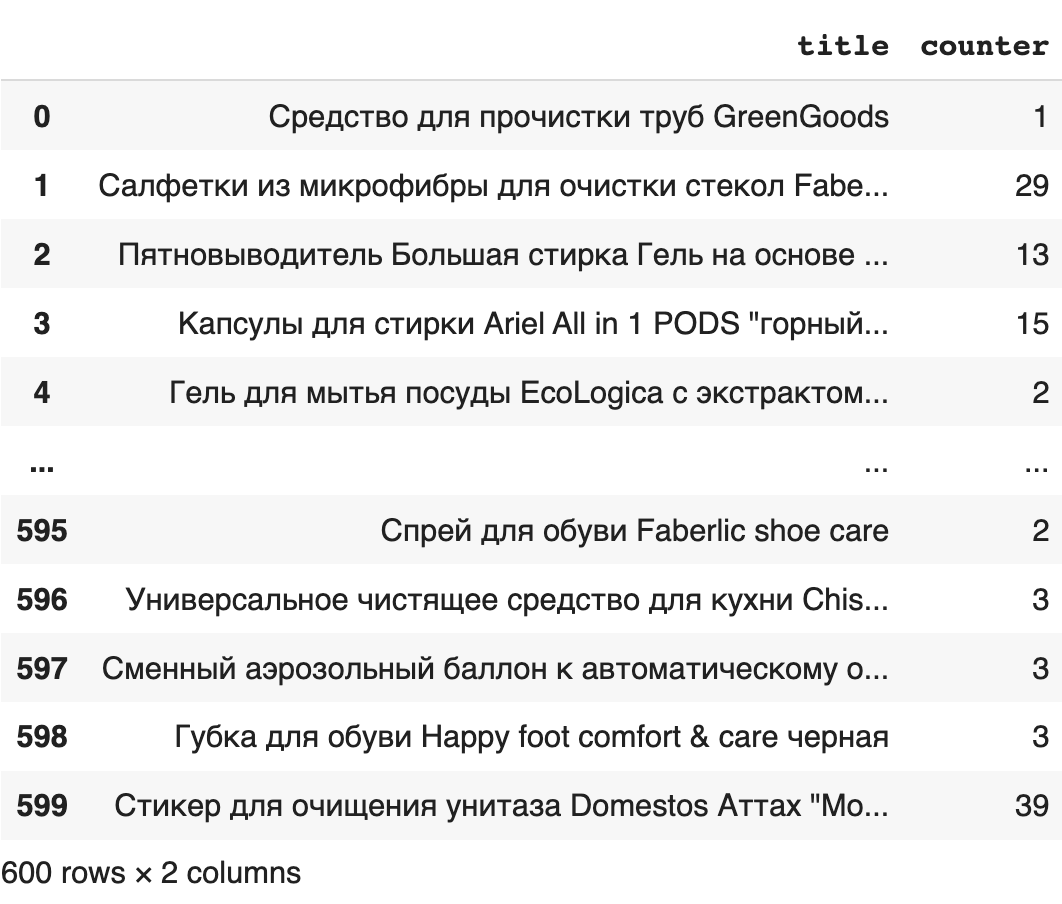 title counter
0 Средство для прочистки труб GreenGoods 1
1 Салфетки из микрофибры для очистки стекол Fabe... 29
2 Пятновыводитель Большая стирка Гель на основе ... 13
3 Капсулы для стирки Ariel All in 1 PODS "горный... 15
4 Гель для мытья посуды EcoLogica с экстрактом... 2
... ... ...
595 Спрей для обуви Faberlic shoe care 2
596 Универсальное чистящее средство для кухни Chis... 3
597 Сменный аэрозольный баллон к автоматическому о... 3
598 Губка для обуви Happy foot comfort & care черная 3
599 Стикер для очищения унитаза Domestos Аттах "Мо... 39
600 rows × 2 columns